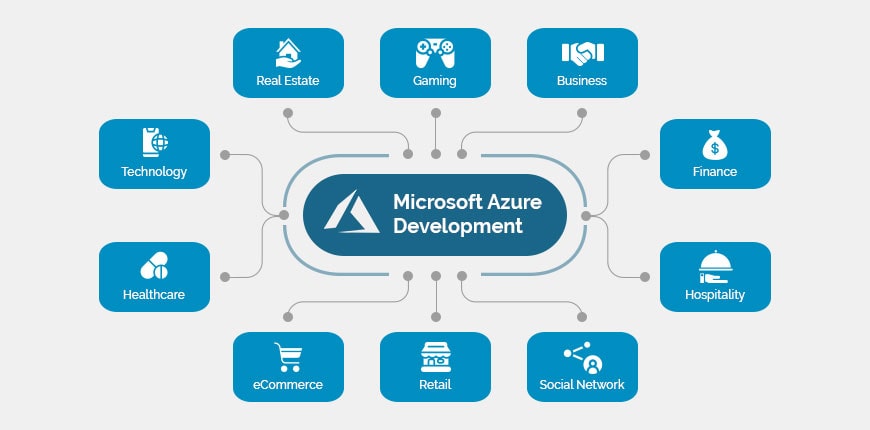 Real Estate
Gaming
Business
Technology
Finance
Microsoft Azure
Development
Healthcare
Hospitality
eCommerce
Retail
Social Network